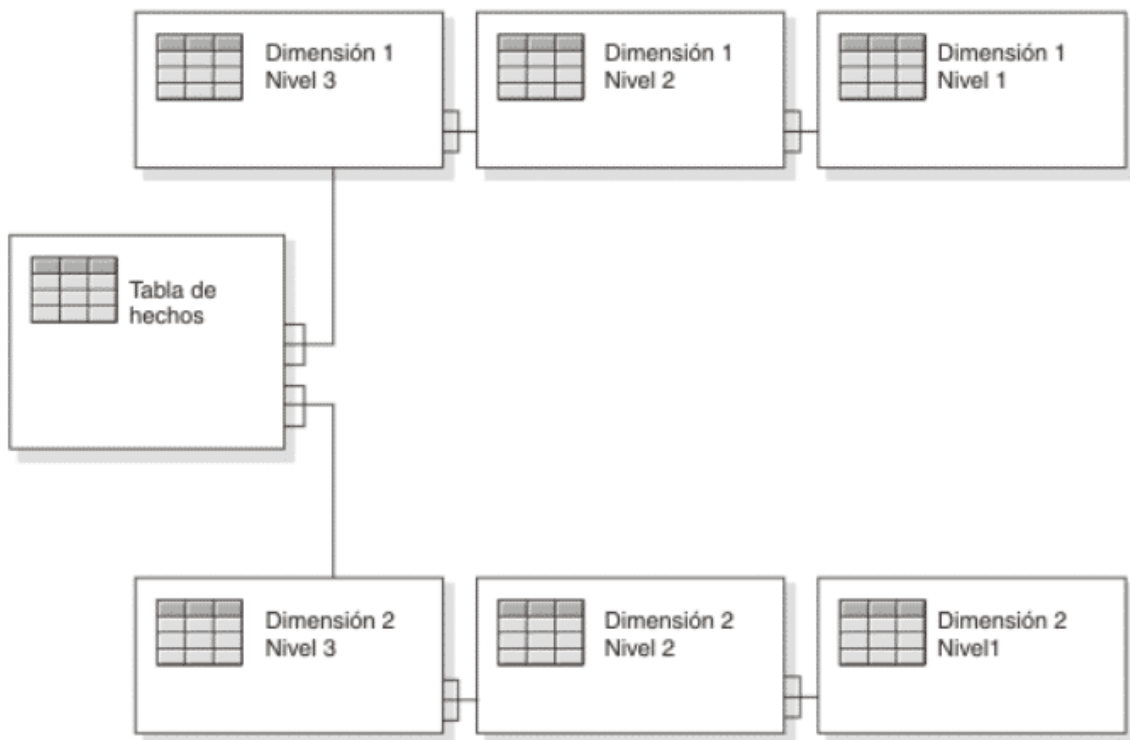 Dimensión 1
Nivel 3
Dimensión 1
Nivel 2
Dimensión 1
Nivel 1
Tabla de
hechos
Dimensión 2
Nivel 3
Dimensión 2
Nivel 2
Dimensión 2
Nivel1